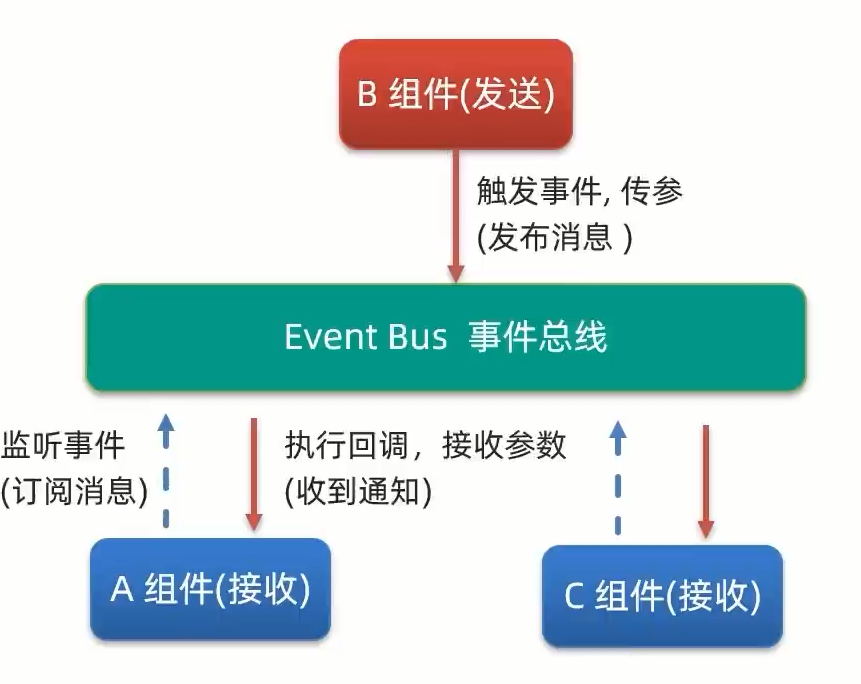 B 组件(发送)
触发事件, 传参
(发布消息 )
Event Bus 事件总线
监听事件
(订阅消息)
执行回调，接收参数
(收到通知)
A 组件(接收)
C 组件(接收)